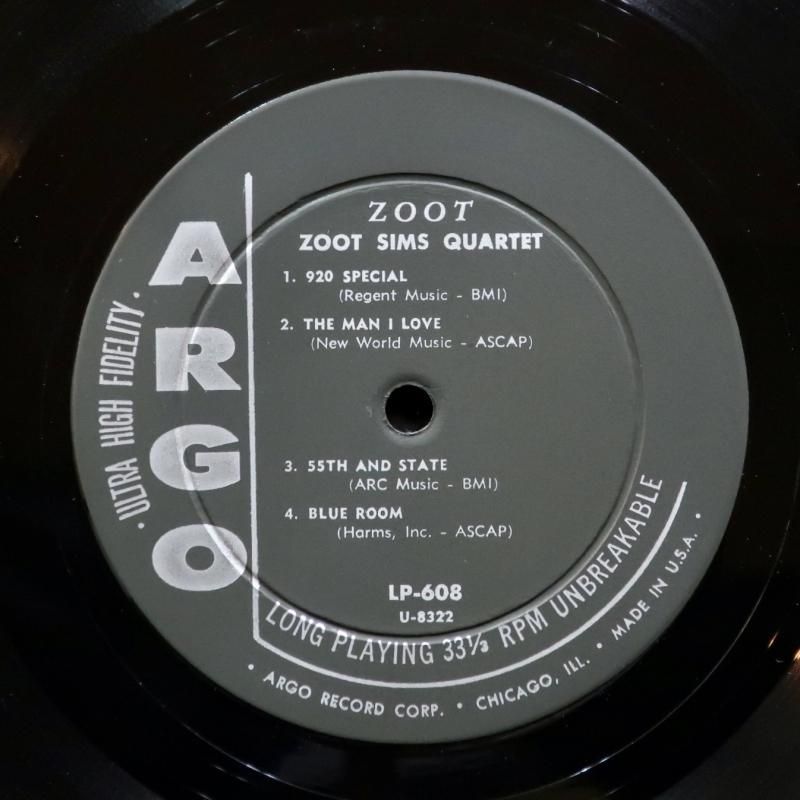 ZOOT
ZOOT SIMS QUARTET
1. 920 SPECIAL
(Regent Music - BMI)
2. THE MAN I LOVE
(New World Music - ASCAP)
3. 55TH AND STATE
(ARC Music - BMI)
4. BLUE ROOM
(Harms, Inc. - ASCAP)
LP-608
U-8322
ARGO
• ULTRA HIGH FIDELITY •
LONG PLAYING 33⅓ RPM UNBREAKABLE
• ARGO RECORD CORP. • CHICAGO, ILL. • MADE IN U.S.A. •